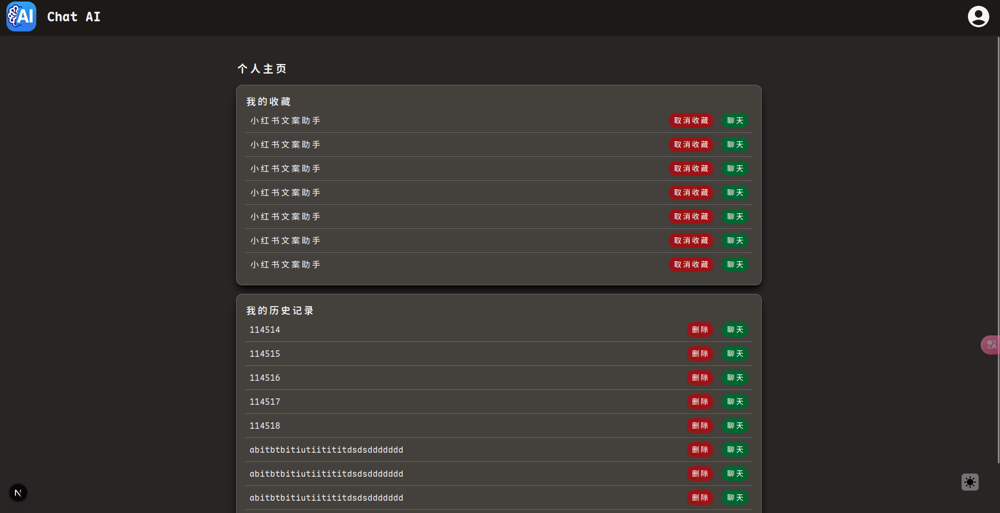 AI Chat AI
个人主页
我的收藏
小红书文案助手 取消收藏 聊天
小红书文案助手 取消收藏 聊天
小红书文案助手 取消收藏 聊天
小红书文案助手 取消收藏 聊天
小红书文案助手 取消收藏 聊天
小红书文案助手 取消收藏 聊天
小红书文案助手 取消收藏 聊天
我的历史记录
114514 删除 聊天
114515 删除 聊天
114516 删除 聊天
114517 删除 聊天
114518 删除 聊天
abitbtbitiutiitititdsdsddddddd 删除 聊天
abitbtbitiutiitititdsdsddddddd 删除 聊天
abitbtbitiutiitititdsdsddddddd 删除 聊天
中A
N